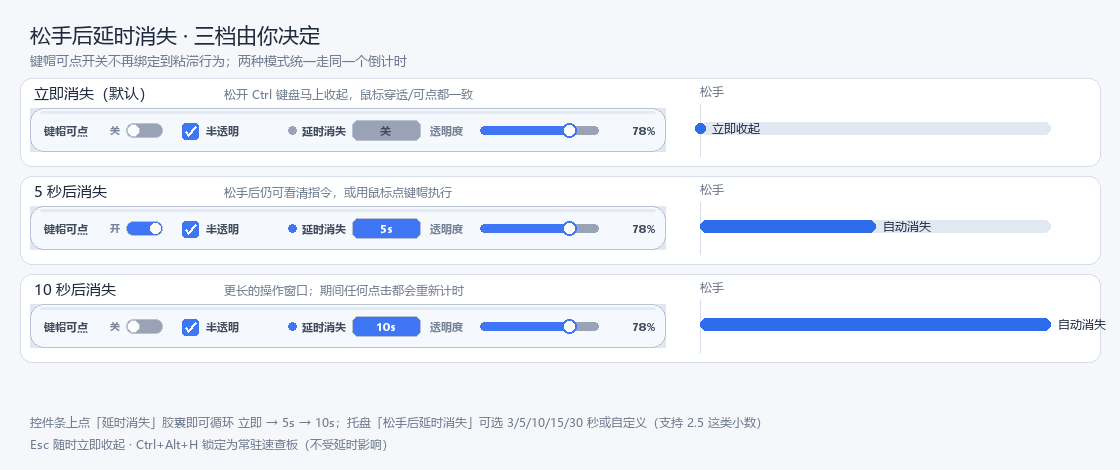 松手后延时消失 · 三档由你决定
键帽可点开关不再绑定到粘滞行为；两种模式统一走同一个倒计时
立即消失（默认）
松开 Ctrl 键盘马上收起，鼠标穿透/可点都一致
松手
键帽可点 关 半透明 延时消失 关 透明度 78%
立即收起
5 秒后消失
松手后仍可看清指令，或用鼠标点键帽执行
松手
键帽可点 开 半透明 延时消失 5s 透明度 78%
自动消失
10 秒后消失
更长的操作窗口；期间任何点击都会重新计时
松手
键帽可点 关 半透明 延时消失 10s 透明度 78%
自动消失
控件条上点「延时消失」胶囊即可循环 立即 → 5s → 10s；托盘「松手后延时消失」可选 3/5/10/15/30 秒或自定义（支持 2.5 这类小数）
Esc 随时立即收起 · Ctrl+Alt+H 锁定为常驻速查板（不受延时影响）